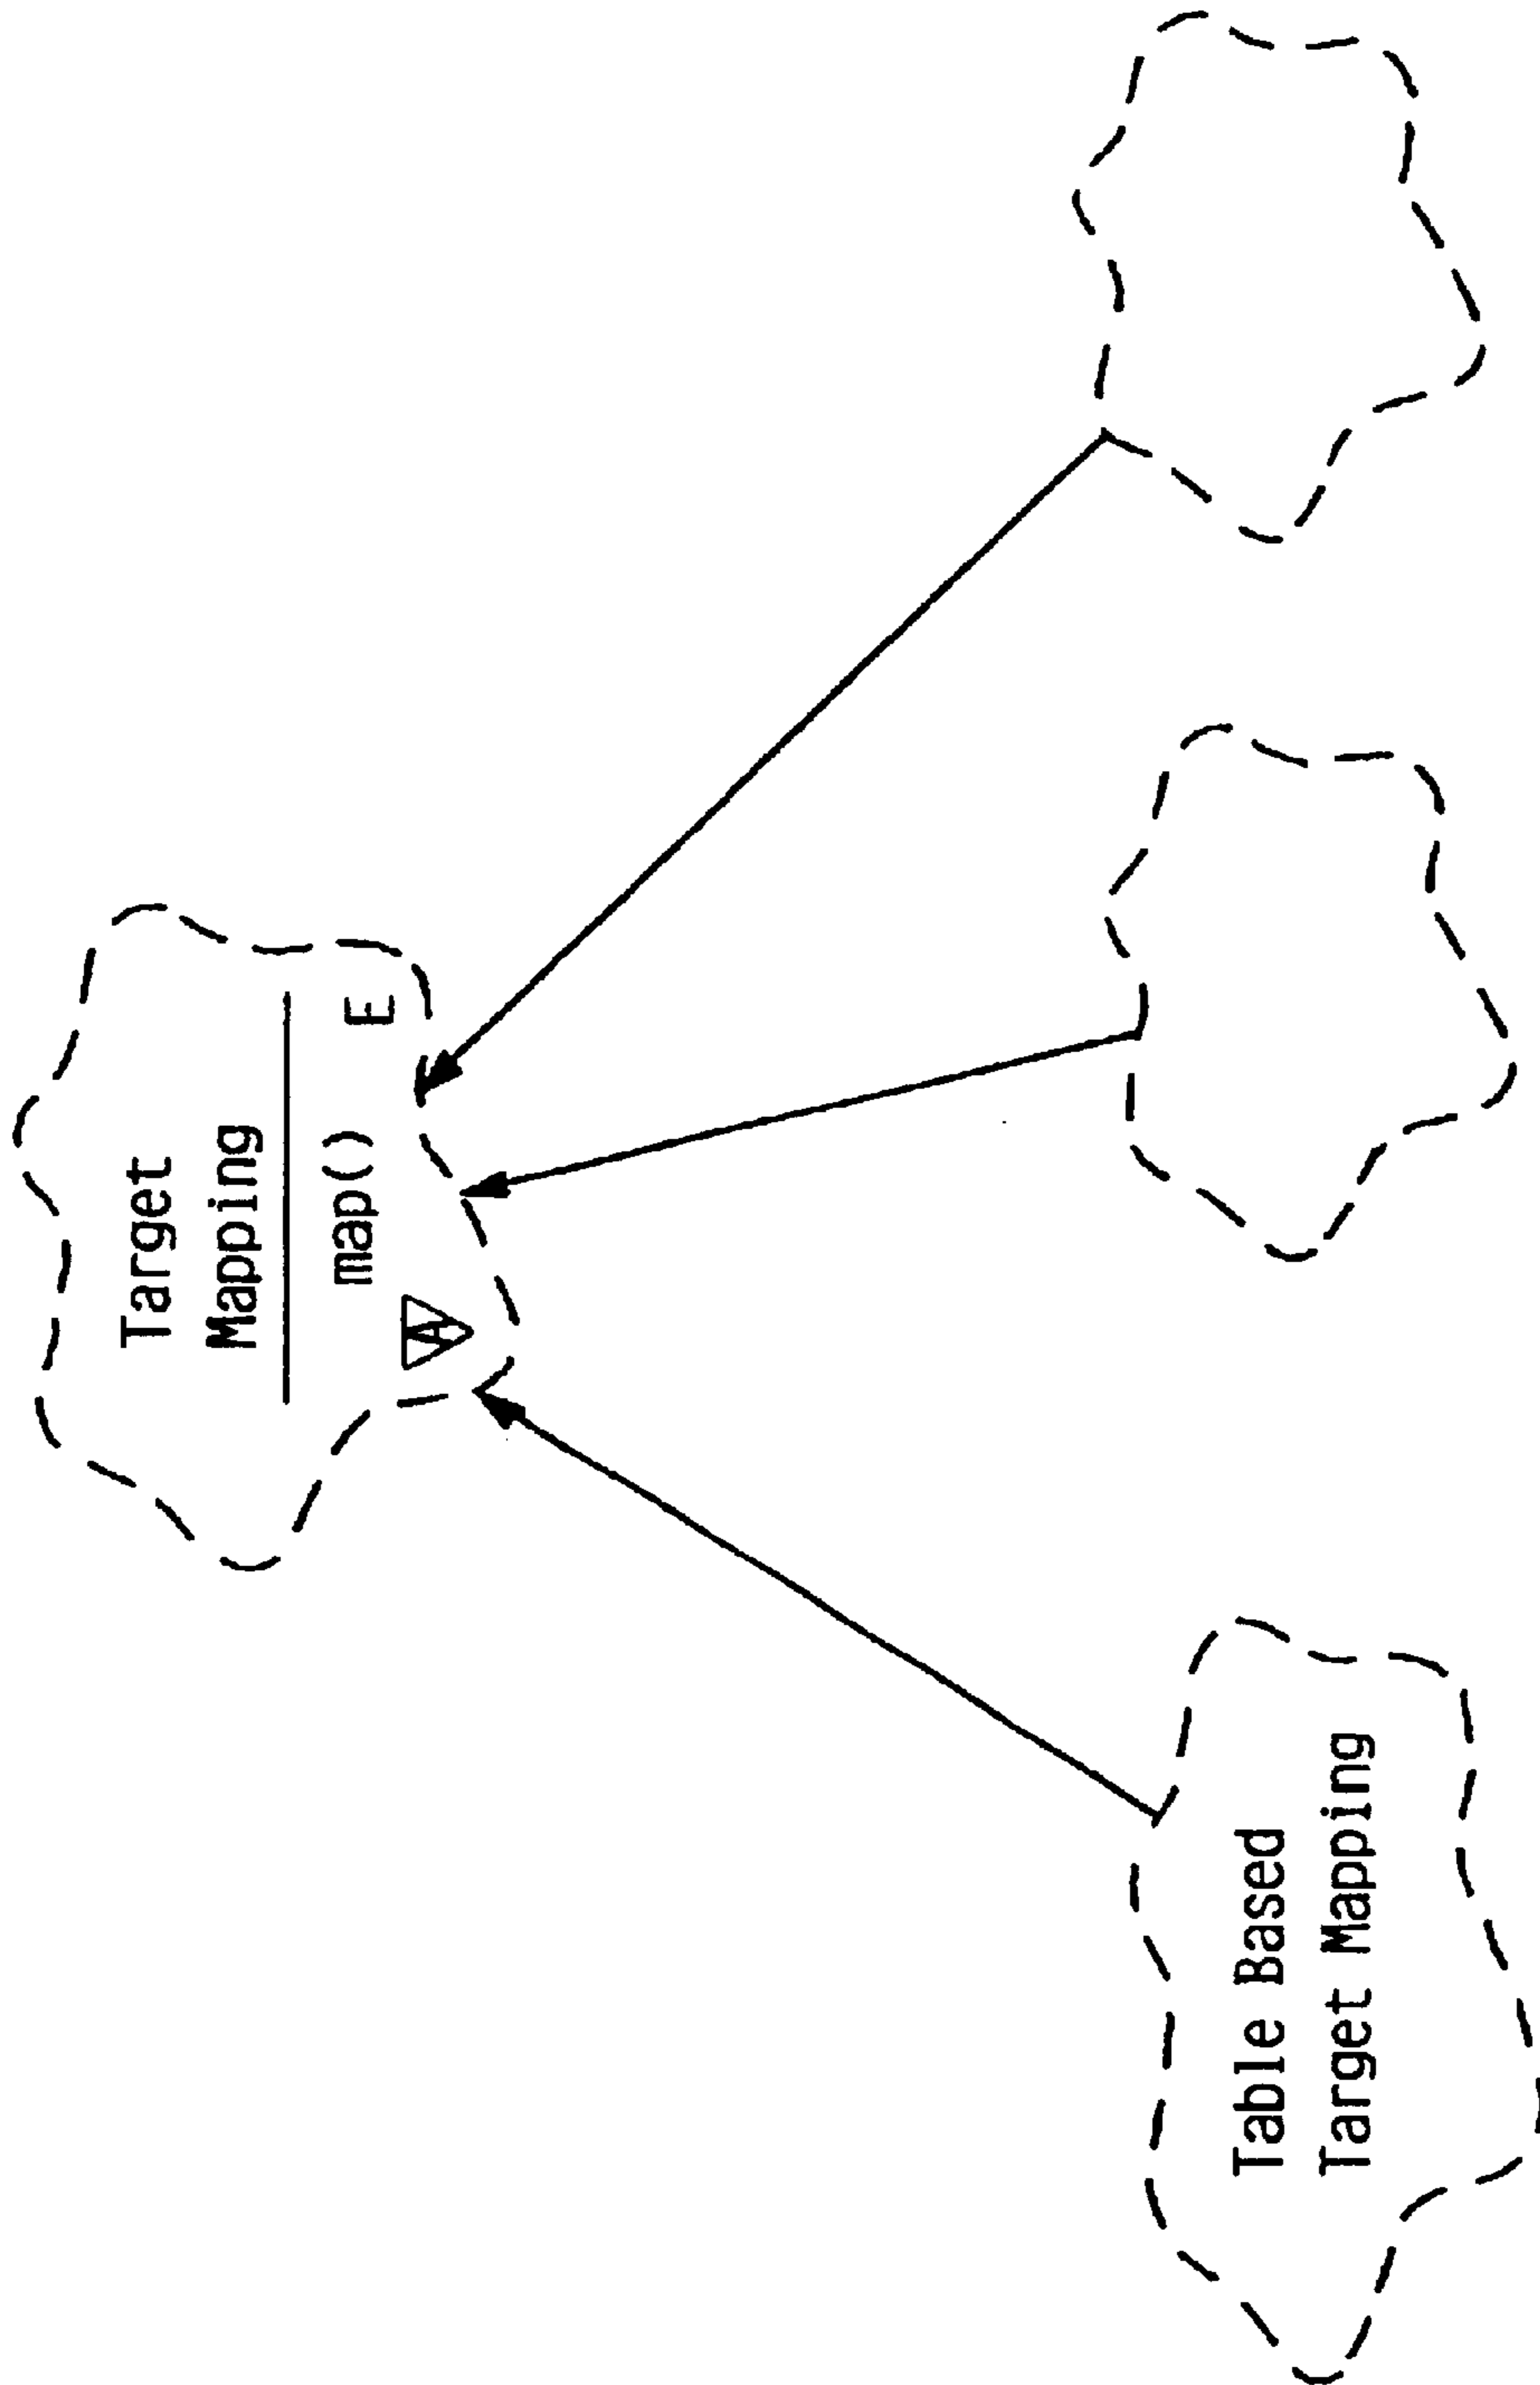 Target
Mapping
map()
E
A
Table Based
Target Mapping